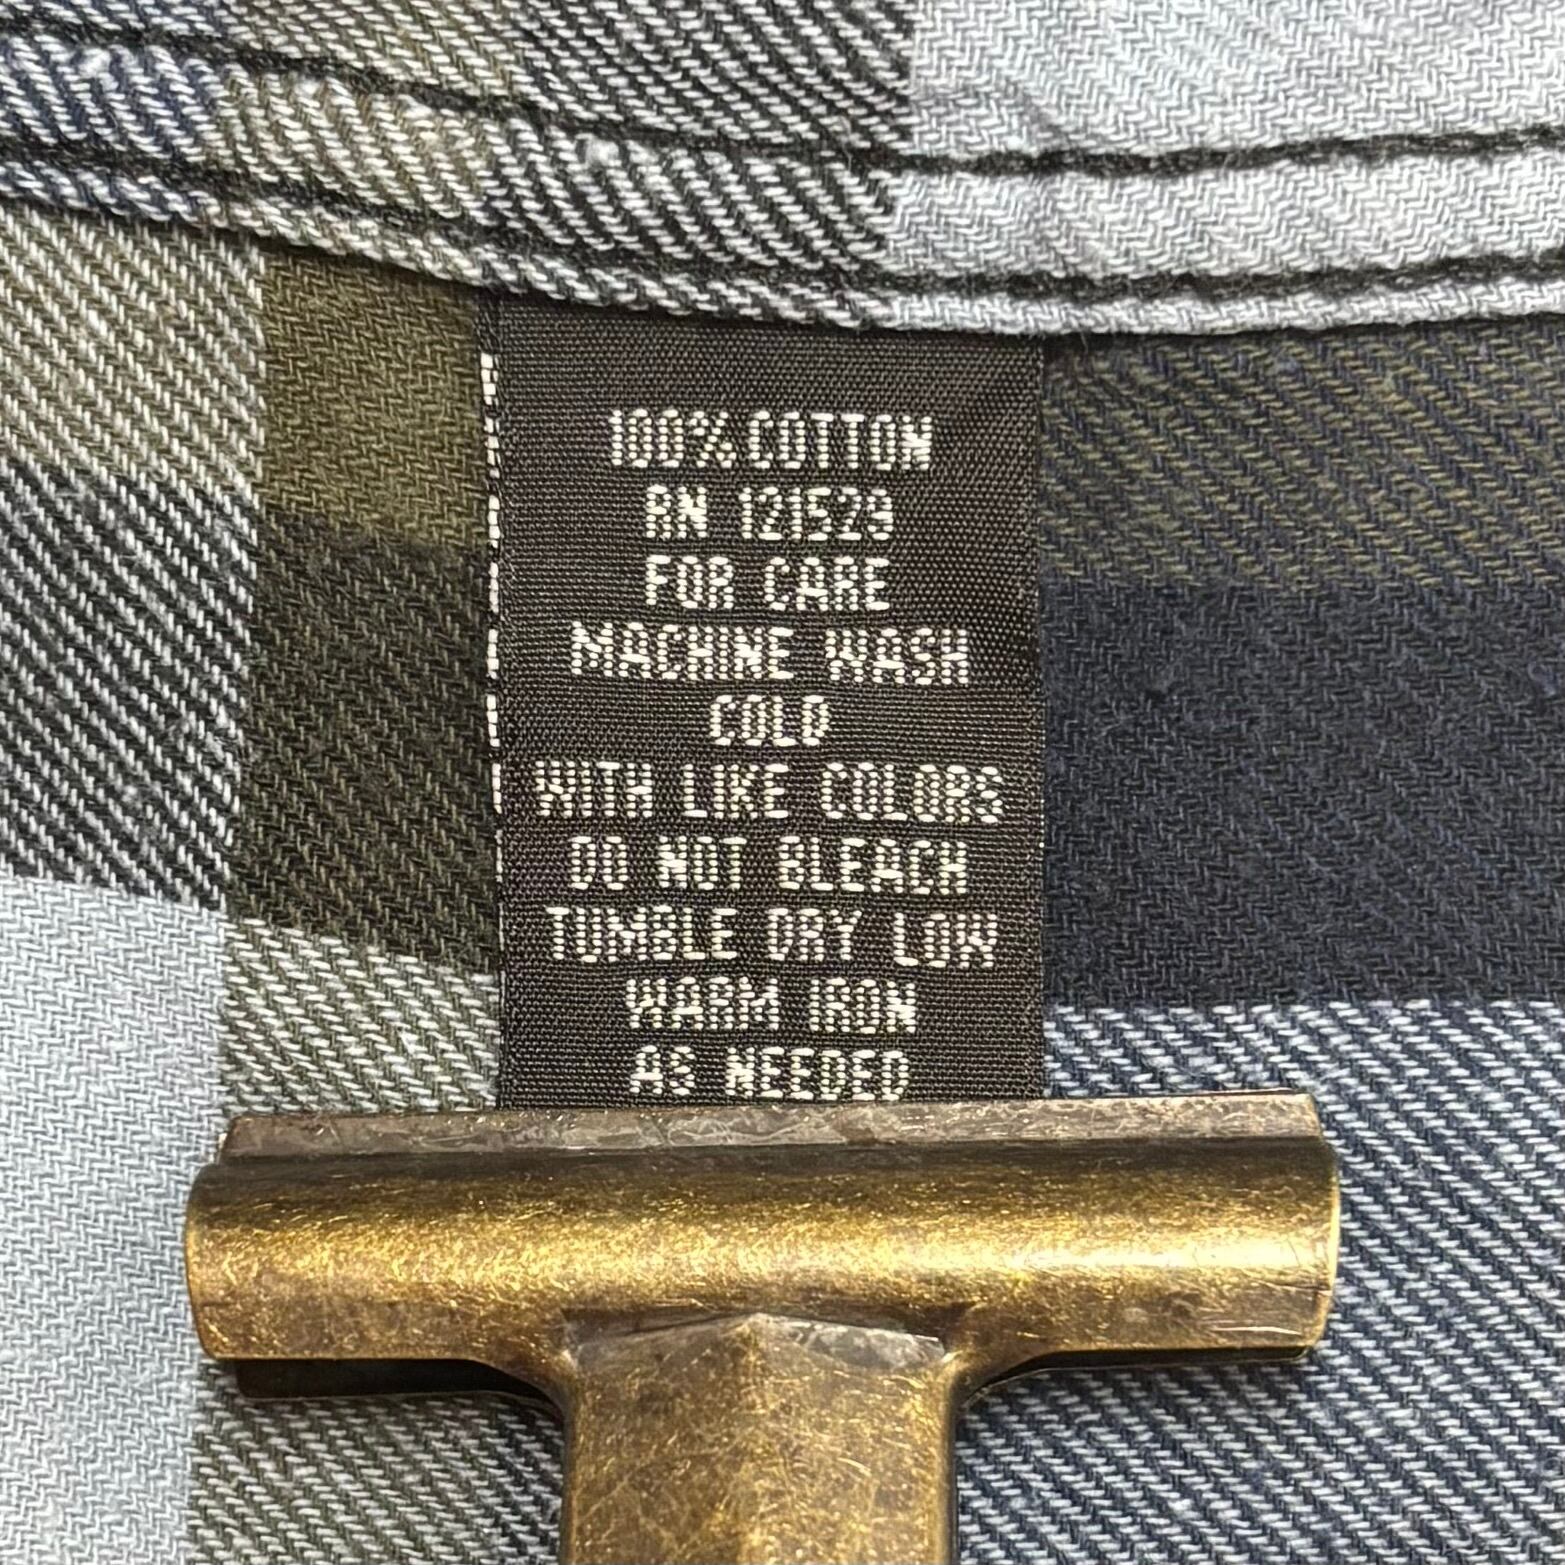 100% COTTON
RN 121529
FOR CARE
MACHINE WASH
COLD
WITH LIKE COLORS
DO NOT BLEACH
TUMBLE DRY LOW
WARM IRON
AS NEEDED